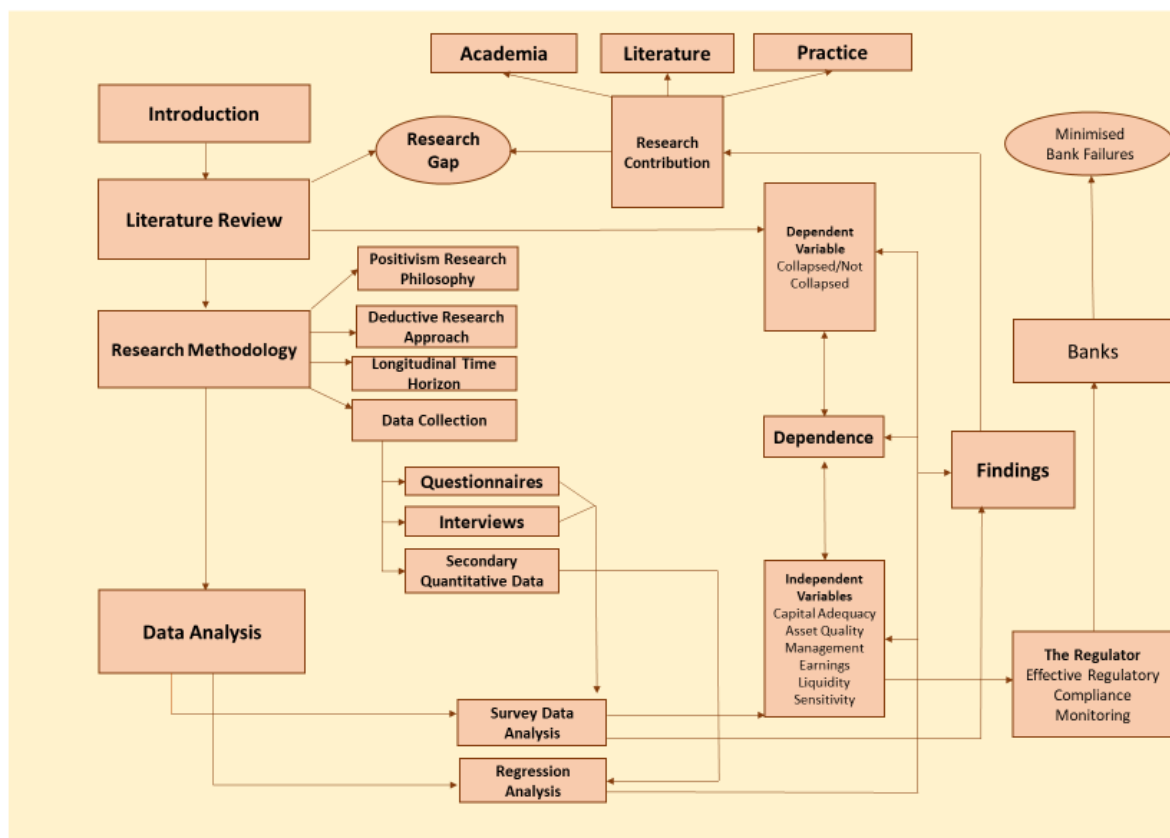 Academia
Literature
Practice
Introduction
Research
Gap
Research
Contribution
Minimised
Bank Failures
Literature Review
Dependent
Variable
Collapsed/Not
Collapsed
Positivism Research
Philosophy
Deductive Research
Approach
Research Methodology
Longitudinal Time
Horizon
Banks
Data Collection
Dependence
Findings
Questionnaires
Interviews
Secondary
Quantitative Data
Independent
Variables
Capital Adequacy
Asset Quality
Management
Earnings
Liquidity
Sensitivity
Data Analysis
The Regulator
Effective Regulatory
Compliance
Monitoring
Survey Data
Analysis
Regression
Analysis